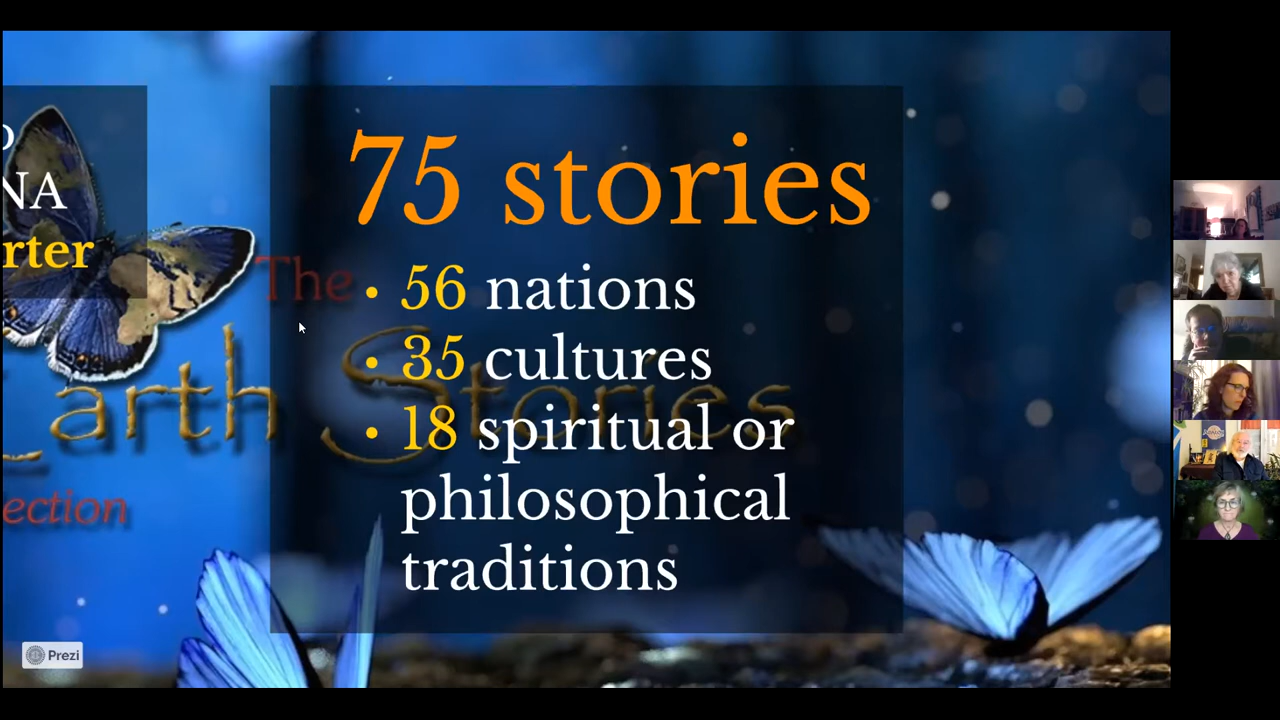 NA
rter
75 stories
• 56 nations
• 35 cultures
• 18 spiritual or
philosophical
traditions
The
Earth Stories
ection
Prezi